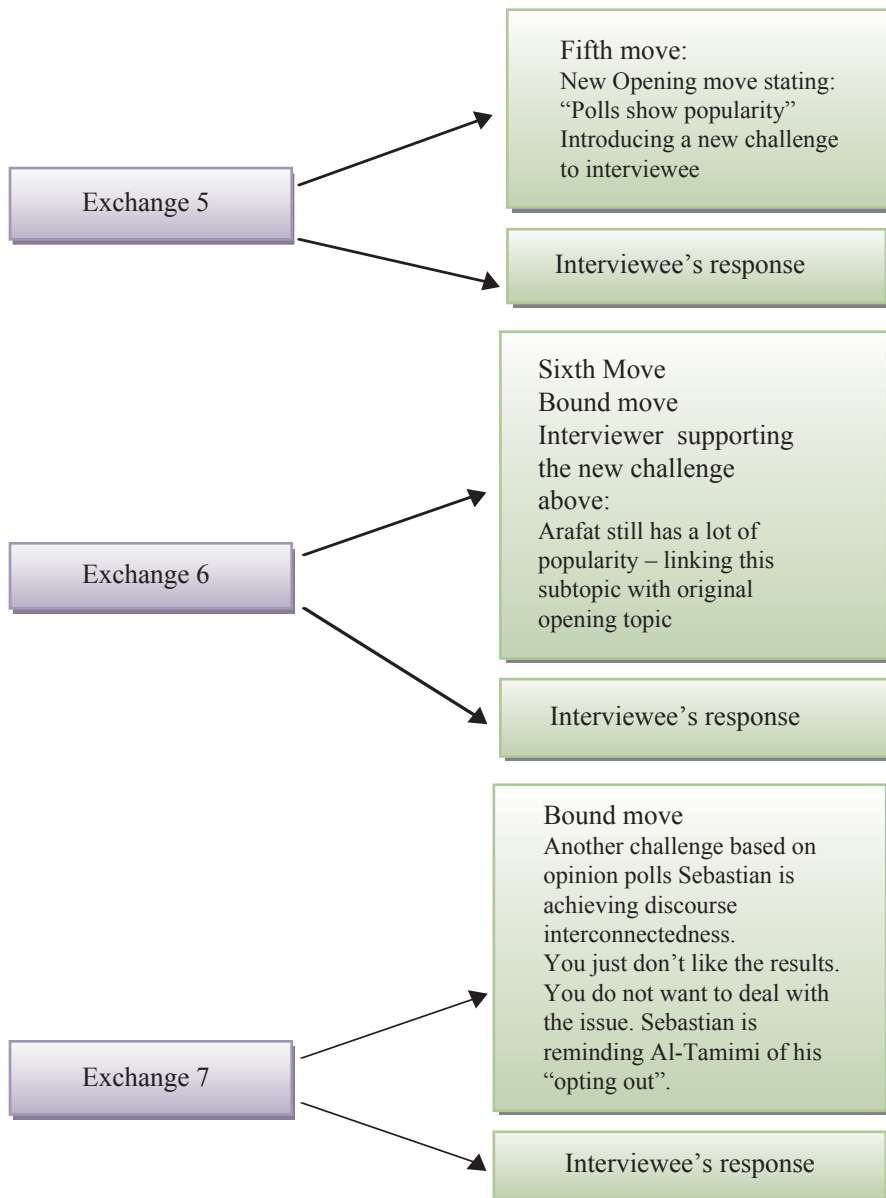 Exchange 5
Fifth move:
New Opening move stating:
“Polls show popularity”
Introducing a new challenge
to interviewee
Interviewee’s response
Exchange 6
Sixth Move
Bound move
Interviewer supporting
the new challenge
above:
Arafat still has a lot of
popularity – linking this
subtopic with original
opening topic
Interviewee’s response
Exchange 7
Bound move
Another challenge based on
opinion polls Sebastian is
achieving discourse
interconnectedness.
You just don’t like the results.
You do not want to deal with
the issue. Sebastian is
reminding Al-Tamimi of his
“opting out”.
Interviewee’s response